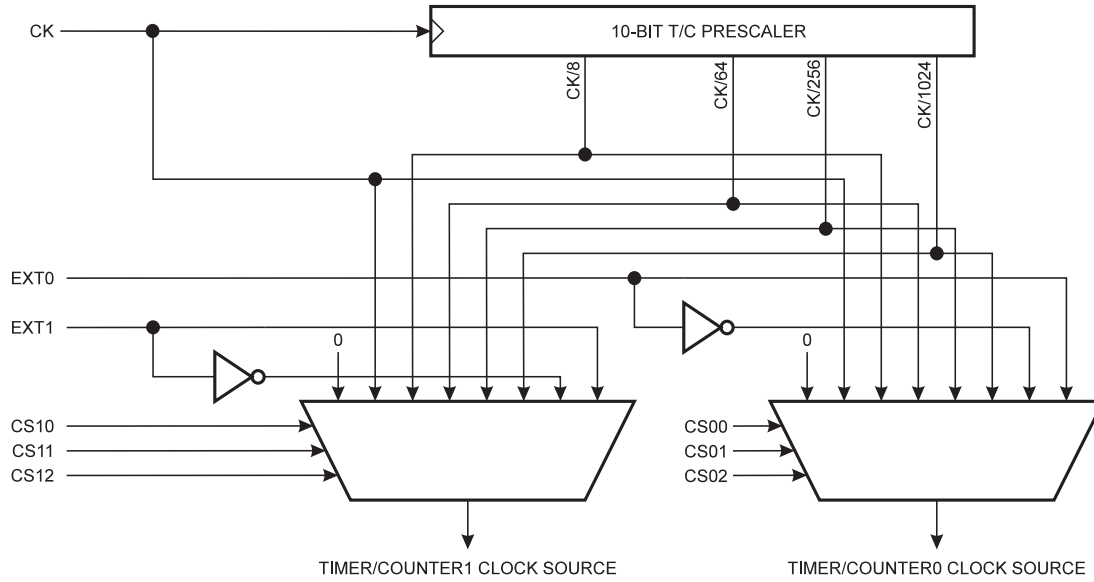 CK
10-BIT T/C PRESCALER
CK/8
CK/64
CK/256
CK/1024
EXT0
EXT1
0
0
CS10
CS11
CS12
CS00
CS01
CS02
TIMER/COUNTER1 CLOCK SOURCE
TIMER/COUNTER0 CLOCK SOURCE